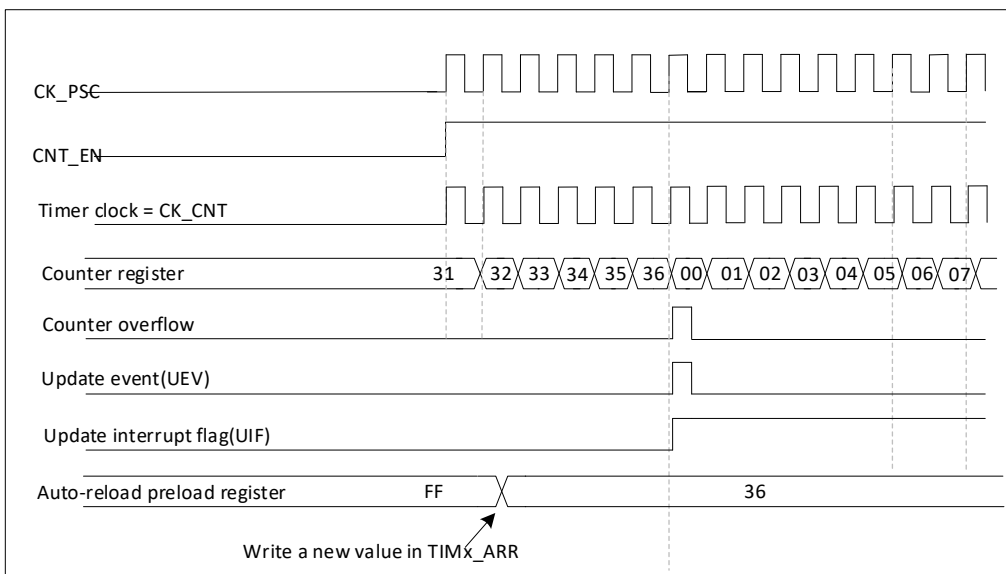 CK_PSC
CNT_EN
Timer clock = CK_CNT
Counter register 31 32 33 34 35 36 00 01 02 03 04 05 06 07
Counter overflow
Update event(UEV)
Update interrupt flag(UIF)
Auto-reload preload register FF 36
Write a new value in TIMx_ARR